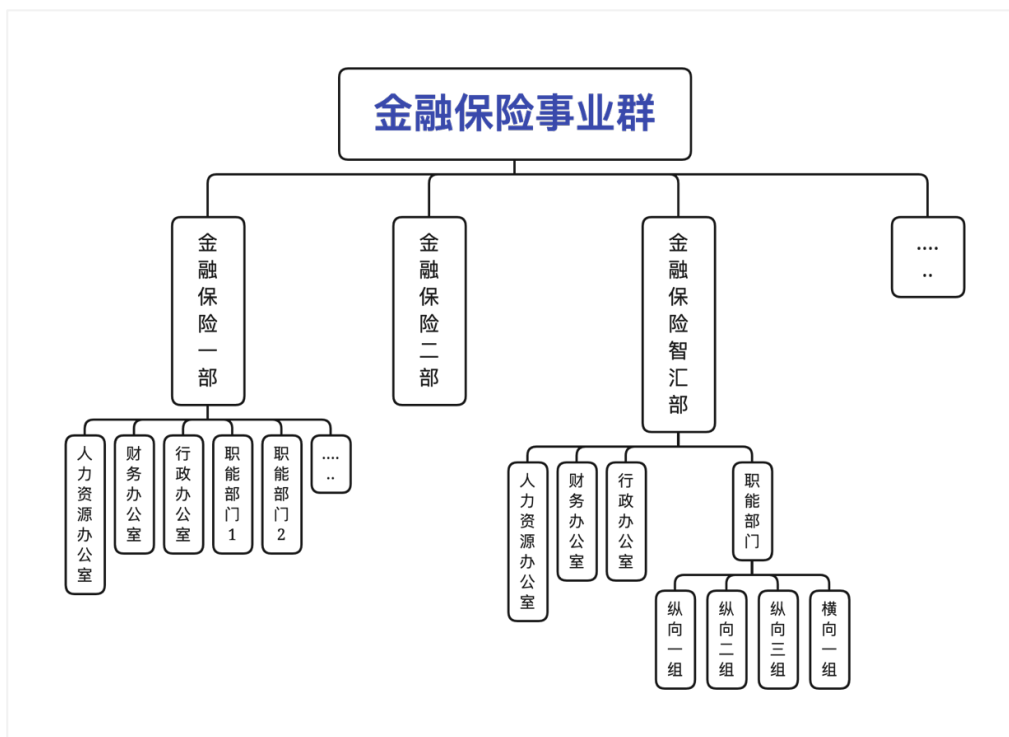 金融保险事业群
金融保险一部
金融保险二部
金融保险智汇部
......
人力资源办公室
财务办公室
行政办公室
职能部门1
职能部门2
......
人力资源办公室
财务办公室
行政办公室
职能部门
纵向一组
纵向二组
纵向三组
横向一组